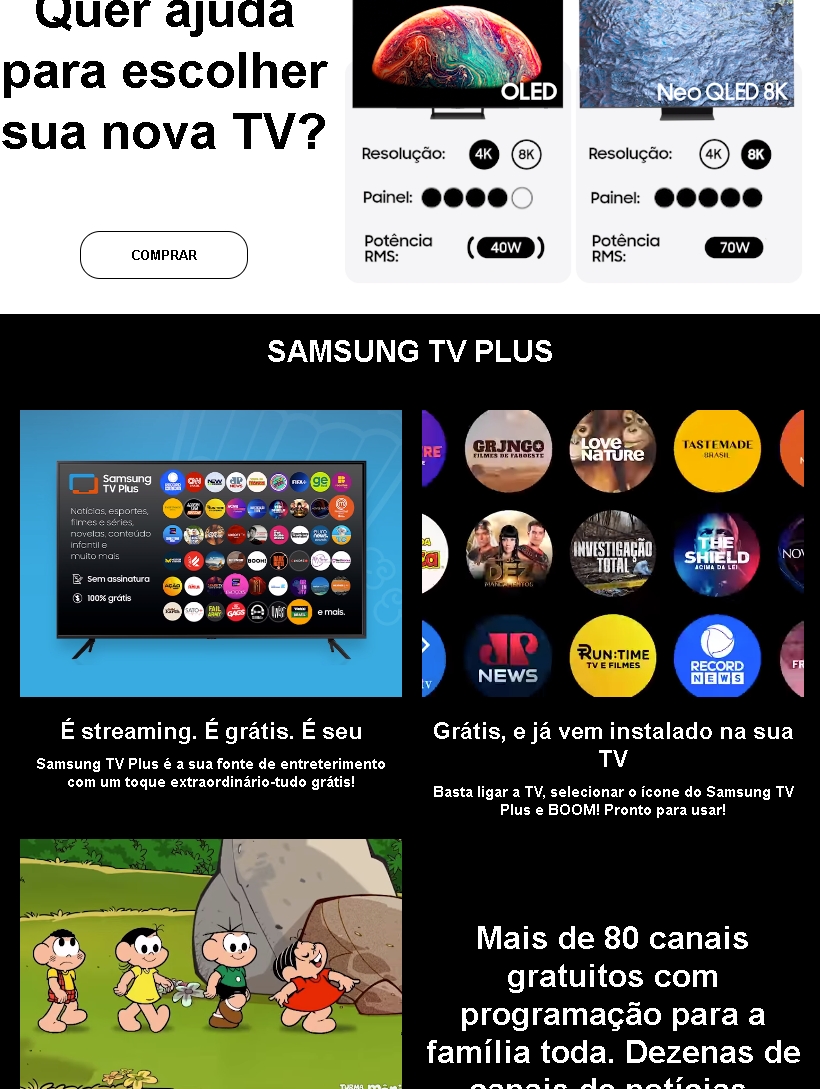 Quer ajuda
para escolher
sua nova TV?
COMPRAR
OLED
Resolução: 4K 8K
Painel:
Potência
RMS:
(40W)
Neo QLED 8K
Resolução: 4K 8K
Painel:
Potência
RMS:
70W
SAMSUNG TV PLUS
Samsung
TV Plus
Notícias, esportes,
filmes e séries,
novelas, conteúdo
infantil e
muito mais
Sem assinatura
100% grátis
e mais.
GRJNGO
FILMES DE FAROESTE
LOVE
NATURE
TASTEMADE
BRASIL
DEZ
MANDAMENTOS
INVESTIGAÇÃO
TOTAL
THE
SHIELD
ACIMA DA LEI
JP
NEWS
RUN:TIME
TV E FILMES
RECORD
NEWS
É streaming. É grátis. É seu
Samsung TV Plus é a sua fonte de entreterimento
com um toque extraordinário-tudo grátis!
Grátis, e já vem instalado na sua
TV
Basta ligar a TV, selecionar o ícone do Samsung TV
Plus e BOOM! Pronto para usar!
Mais de 80 canais
gratuitos com
programação para a
família toda. Dezenas de
canais de notícias,